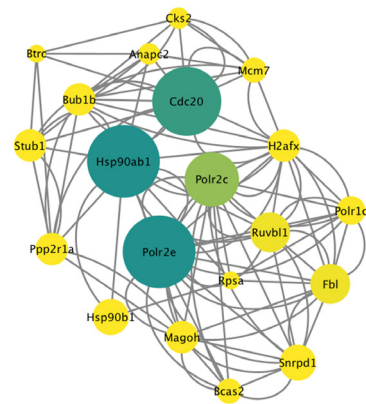 Cks2
Btrc
Anapc2
Mcm7
Bub1b
Cdc20
Stub1
H2afx
Hsp90ab1
Polr2c
Polr1c
Ruvbl1
Ppp2r1a
Polr2e
Rpsa
Fbl
Hsp90b1
Magoh
Snrpd1
Bcas2